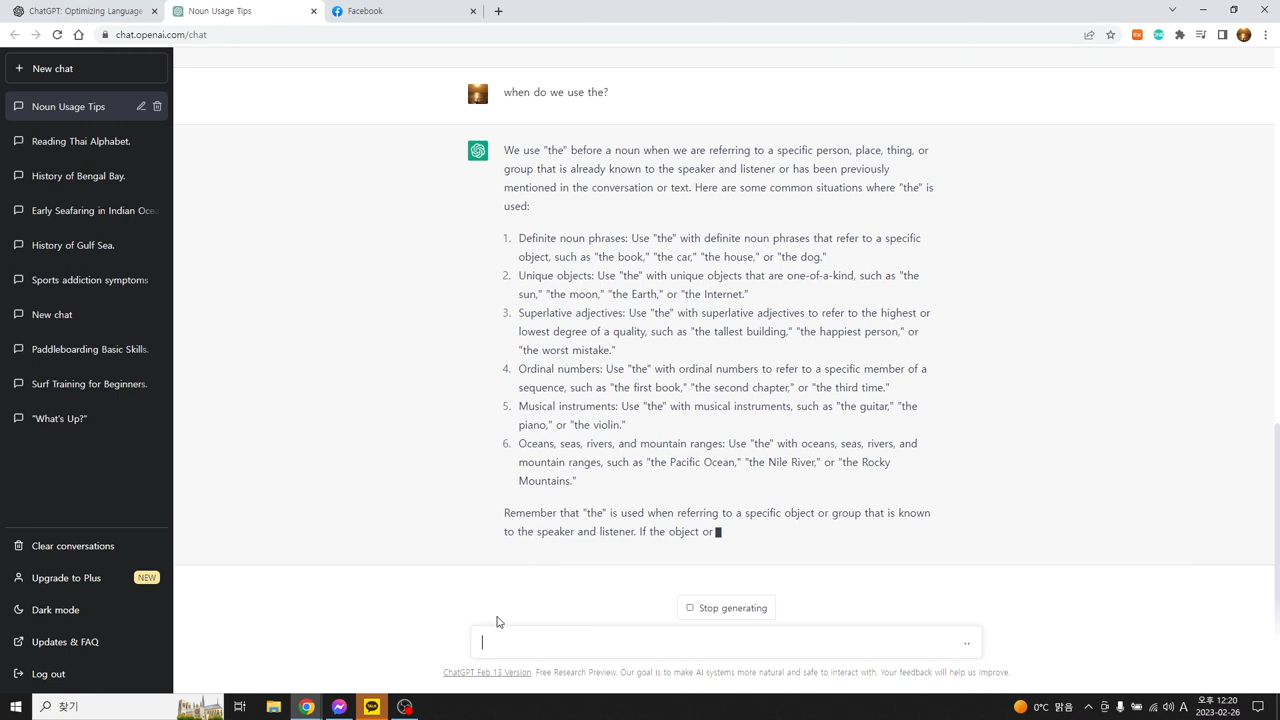 ChatGPT: Optimizing Language
Noun Usage Tips
Facebook
chat.openai.com/chat
New chat
Noun Usage Tips
Reading Thai Alphabet.
History of Bengal Bay.
Early Seafaring in Indian Ocea
History of Gulf Sea.
Sports addiction symptoms
New chat
Paddleboarding Basic Skills.
Surf Training for Beginners.
"What's Up?"
Clear conversations
Upgrade to Plus NEW
Dark mode
Updates & FAQ
Log out
when do we use the?
We use "the" before a noun when we are referring to a specific person, place, thing, or
group that is already known to the speaker and listener or has been previously
mentioned in the conversation or text. Here are some common situations where "the" is
used:
1. Definite noun phrases: Use "the" with definite noun phrases that refer to a specific
object, such as "the book," "the car," "the house," or "the dog."
2. Unique objects: Use "the" with unique objects that are one-of-a-kind, such as "the
sun," "the moon," "the Earth," or "the Internet."
3. Superlative adjectives: Use "the" with superlative adjectives to refer to the highest or
lowest degree of a quality, such as "the tallest building," "the happiest person," or
"the worst mistake."
4. Ordinal numbers: Use "the" with ordinal numbers to refer to a specific member of a
sequence, such as "the first book," "the second chapter," or "the third time."
5. Musical instruments: Use "the" with musical instruments, such as "the guitar," "the
piano," or "the violin."
6. Oceans, seas, rivers, and mountain ranges: Use "the" with oceans, seas, rivers, and
mountain ranges, such as "the Pacific Ocean," "the Nile River," or "the Rocky
Mountains."
Remember that "the" is used when referring to a specific object or group that is known
to the speaker and listener. If the object or
Stop generating
ChatGPT Feb 13 Version. Free Research Preview. Our goal is to make AI systems more natural and safe to interact with. Your feedback will help us improve.
찾기
0°C 맑음
A
오후 12:20
2023-02-26